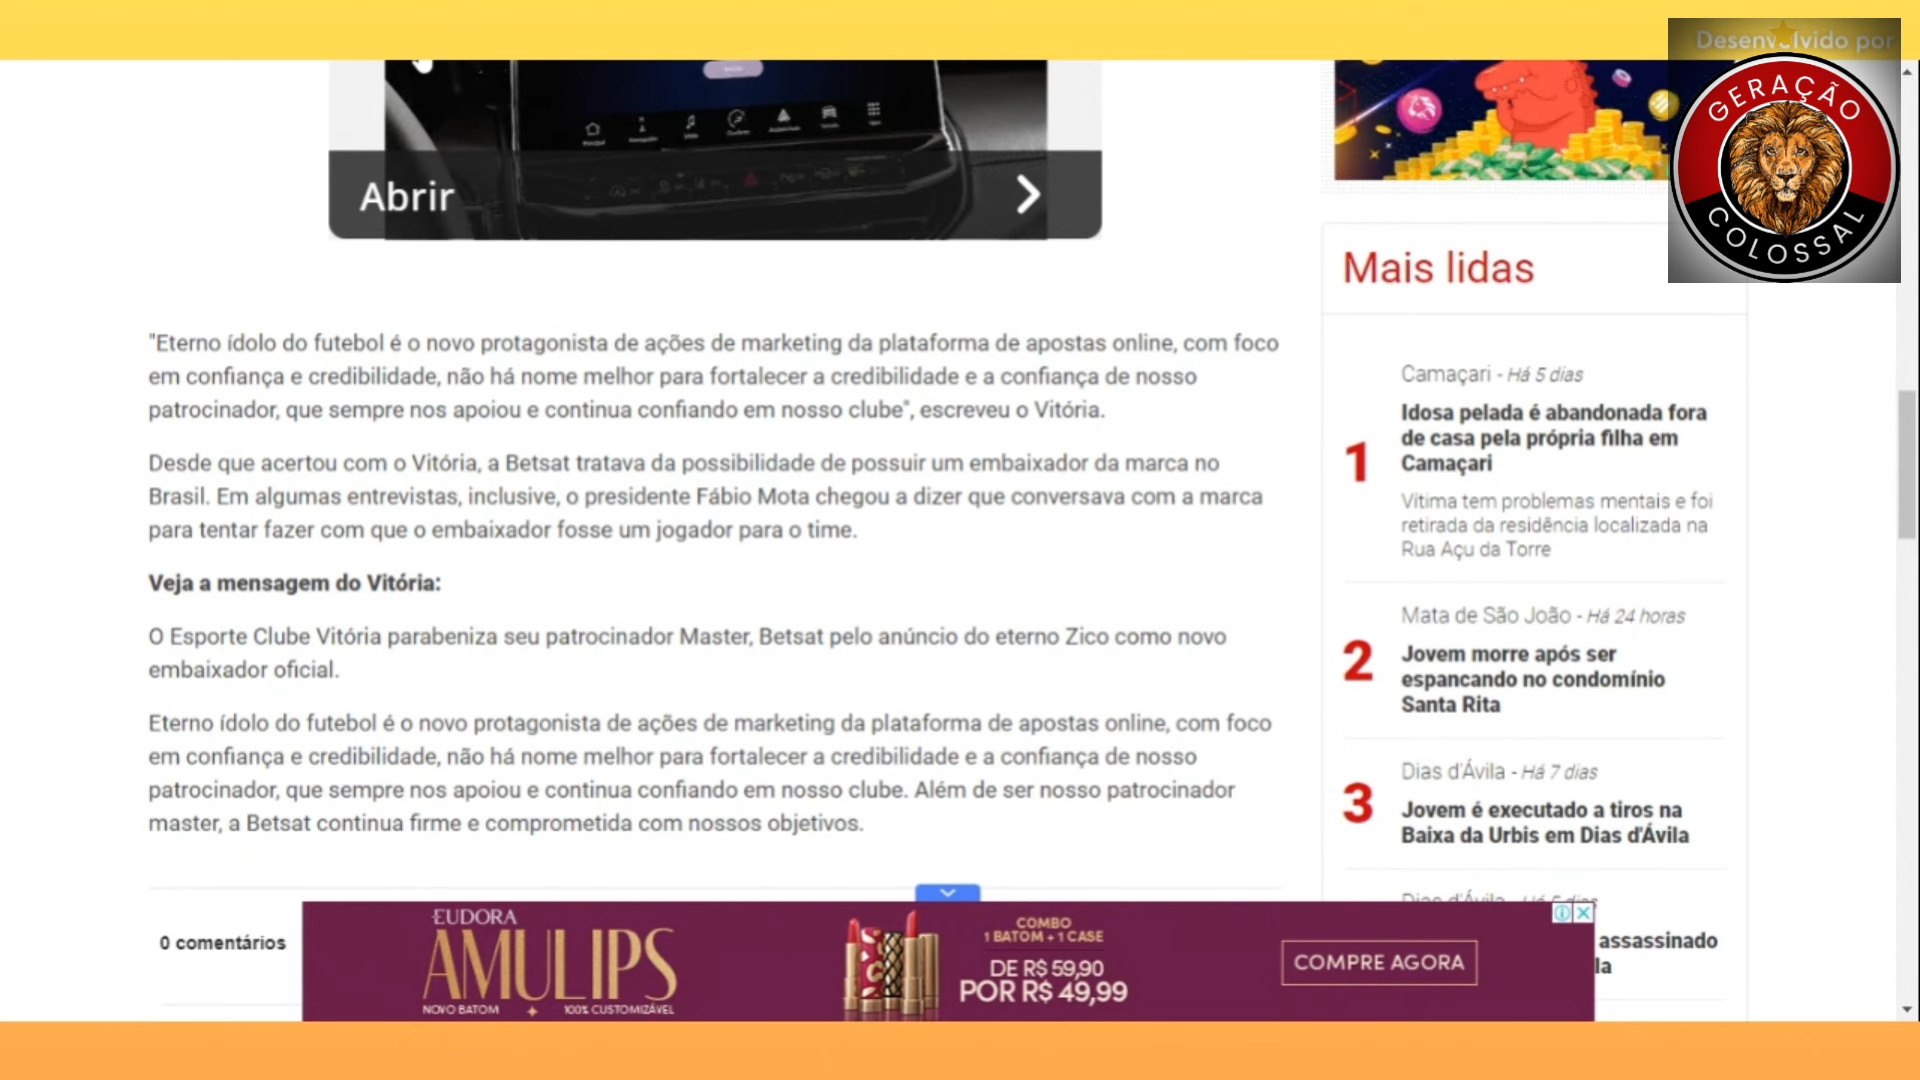 Desenvolvido por
GERAÇÃO
COLOSSAL
Abrir
"Eterno ídolo do futebol é o novo protagonista de ações de marketing da plataforma de apostas online, com foco
em confiança e credibilidade, não há nome melhor para fortalecer a credibilidade e a confiança de nosso
patrocinador, que sempre nos apoiou e continua confiando em nosso clube", escreveu o Vitória.
Desde que acertou com o Vitória, a Betsat tratava da possibilidade de possuir um embaixador da marca no
Brasil. Em algumas entrevistas, inclusive, o presidente Fábio Mota chegou a dizer que conversava com a marca
para tentar fazer com que o embaixador fosse um jogador para o time.
Veja a mensagem do Vitória:
O Esporte Clube Vitória parabeniza seu patrocinador Master, Betsat pelo anúncio do eterno Zico como novo
embaixador oficial.
Eterno ídolo do futebol é o novo protagonista de ações de marketing da plataforma de apostas online, com foco
em confiança e credibilidade, não há nome melhor para fortalecer a credibilidade e a confiança de nosso
patrocinador, que sempre nos apoiou e continua confiando em nosso clube. Além de ser nosso patrocinador
master, a Betsat continua firme e comprometida com nossos objetivos.
0 comentários
Mais lidas
1
Camaçari - Há 5 dias
Idosa pelada é abandonada fora
de casa pela própria filha em
Camaçari
Vítima tem problemas mentais e foi
retirada da residência localizada na
Rua Açu da Torre
2
Mata de São João - Há 24 horas
Jovem morre após ser
espancando no condomínio
Santa Rita
3
Dias d'Ávila - Há 7 dias
Jovem é executado a tiros na
Baixa da Urbis em Dias d'Ávila
assassinado
la
EUDORA
AMULIPS
NOVO BATOM
100% CUSTOMIZÁVEL
COMBO
1 BATOM + 1 CASE
DE R$ 59,90
POR R$ 49,99
COMPRE AGORA